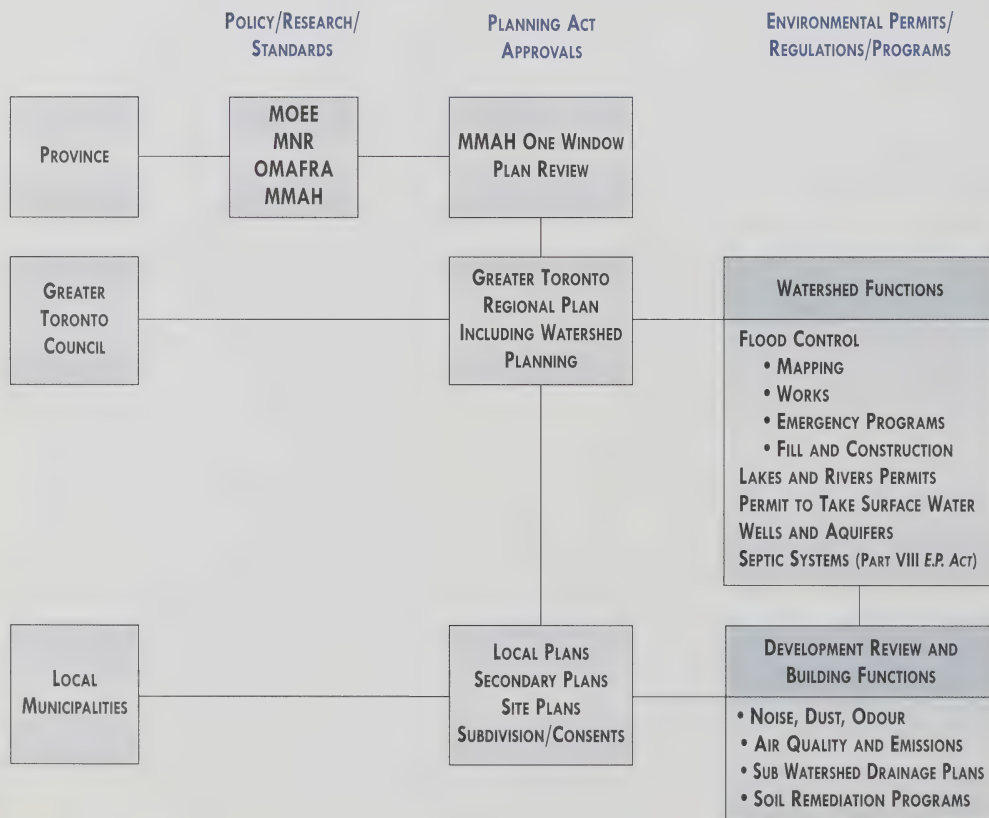 POLICY/RESEARCH/
STANDARDS
PLANNING ACT
APPROVALS
ENVIRONMENTAL PERMITS/
REGULATIONS/PROGRAMS
PROVINCE
MOEE
MNR
OMAFRA
MMAH
MMAH ONE WINDOW
PLAN REVIEW
GREATER
TORONTO
COUNCIL
GREATER TORONTO
REGIONAL PLAN
INCLUDING WATERSHED
PLANNING
WATERSHED FUNCTIONS
FLOOD CONTROL
• MAPPING
• WORKS
• EMERGENCY PROGRAMS
• FILL AND CONSTRUCTION
LAKES AND RIVERS PERMITS
PERMIT TO TAKE SURFACE WATER
WELLS AND AQUIFERS
SEPTIC SYSTEMS (PART VIII E.P. ACT)
LOCAL
MUNICIPALITIES
LOCAL PLANS
SECONDARY PLANS
SITE PLANS
SUBDIVISION/CONSENTS
DEVELOPMENT REVIEW AND
BUILDING FUNCTIONS
• NOISE, DUST, ODOUR
• AIR QUALITY AND EMISSIONS
• SUB WATERSHED DRAINAGE PLANS
• SOIL REMEDIATION PROGRAMS